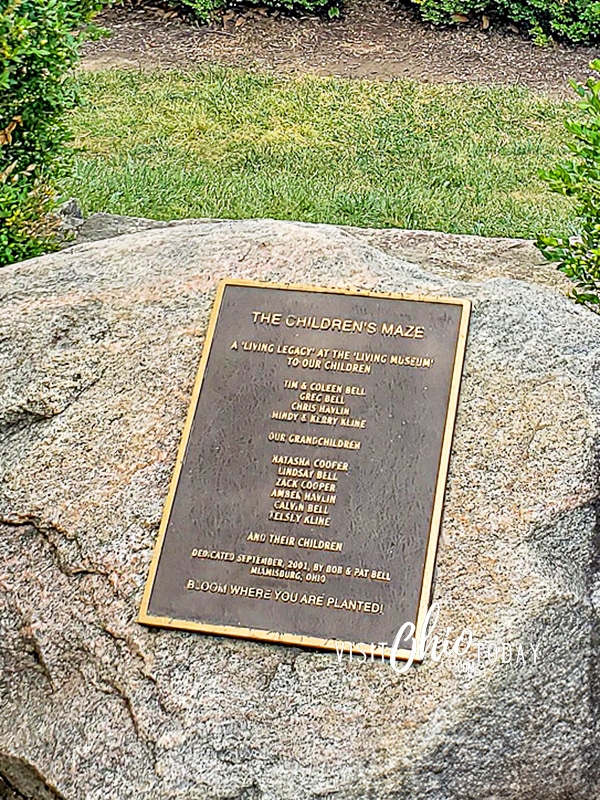 THE CHILDREN'S MAZE
A 'LIVING LEGACY' AT THE 'LIVING MUSEUM'
TO OUR CHILDREN
TIM & COLEEN BELL
GREG BELL
CHRIS HAVLIN
MINDY & KERRY KLINE
OUR GRANDCHILDREN
NATASHA COOPER
LINDSAY BELL
ZACK COOPER
AMBER HAVLIN
CALVIN BELL
KELSEY KLINE
AND THEIR CHILDREN
DEDICATED SEPTEMBER, 2001, BY BOB & PAT BELL
MIAMISBURG, OHIO
BLOOM WHERE YOU ARE PLANTED!
VISIT Ohio TODAY
.COM